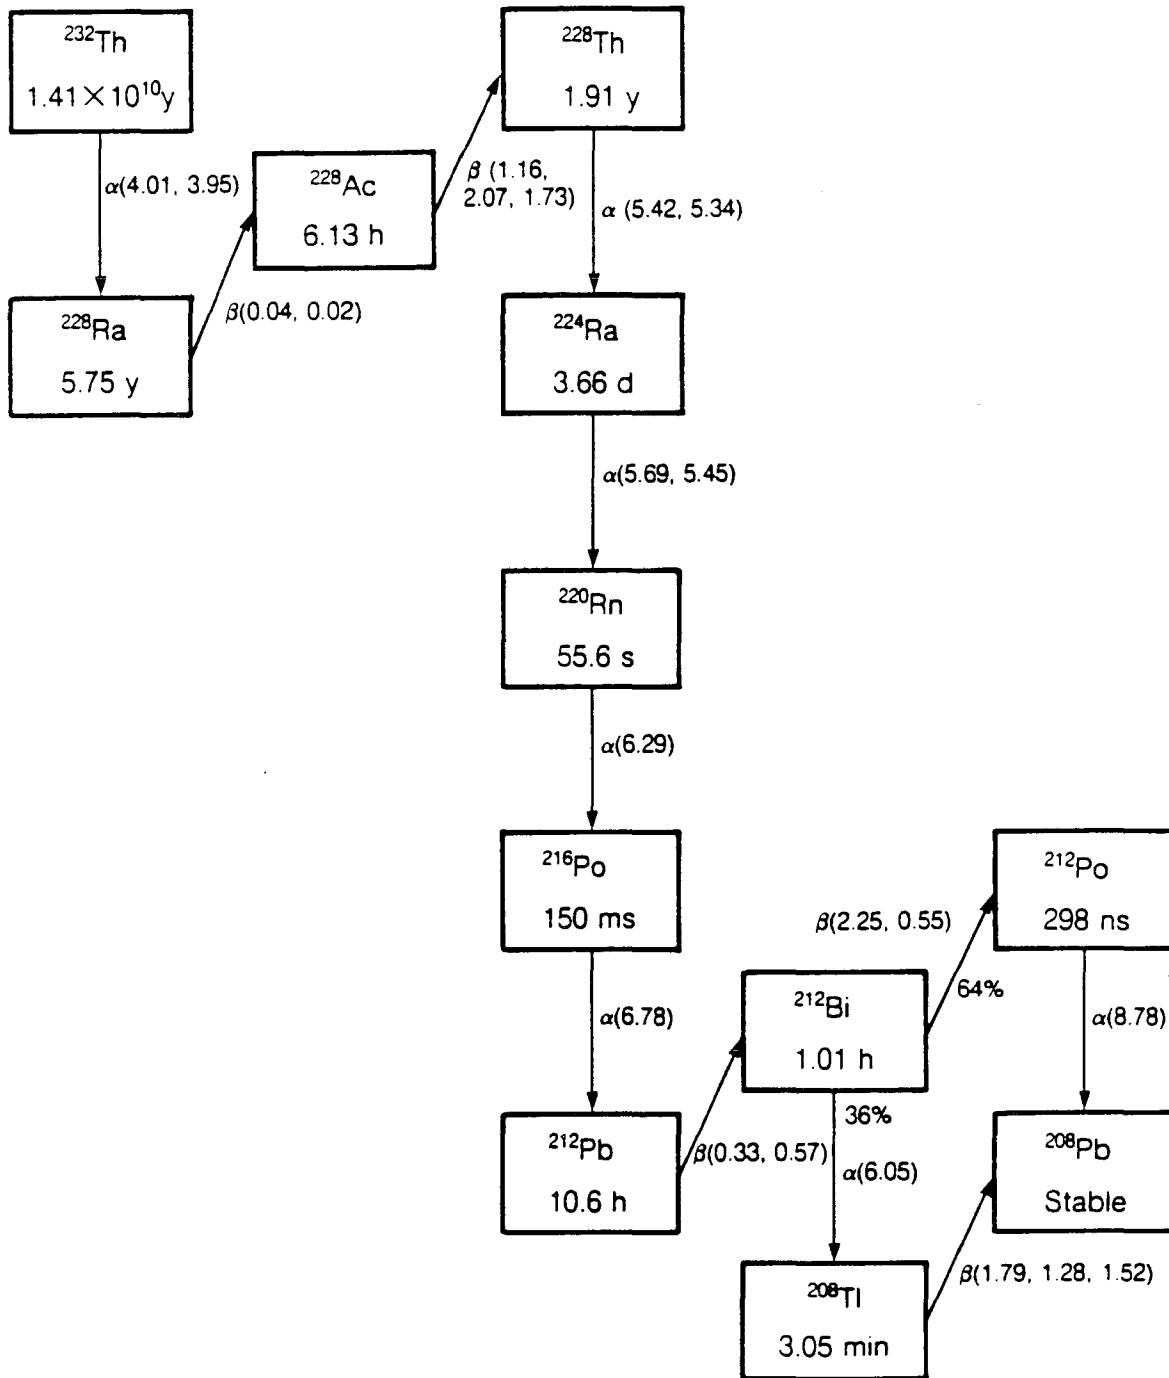 ²³²Th
1.41×10¹⁰y
²²⁸Th
1.91 y
α(4.01, 3.95)
²²⁸Ac
6.13 h
β (1.16,
2.07, 1.73)
α (5.42, 5.34)
²²⁸Ra
5.75 y
β(0.04, 0.02)
²²⁴Ra
3.66 d
α(5.69, 5.45)
²²⁰Rn
55.6 s
α(6.29)
²¹⁶Po
150 ms
²¹²Po
298 ns
β(2.25, 0.55)
64%
α(6.78)
²¹²Bi
1.01 h
α(8.78)
36%
²¹²Pb
10.6 h
β(0.33, 0.57)
α(6.05)
²⁰⁸Pb
Stable
²⁰⁸Tl
3.05 min
β(1.79, 1.28, 1.52)